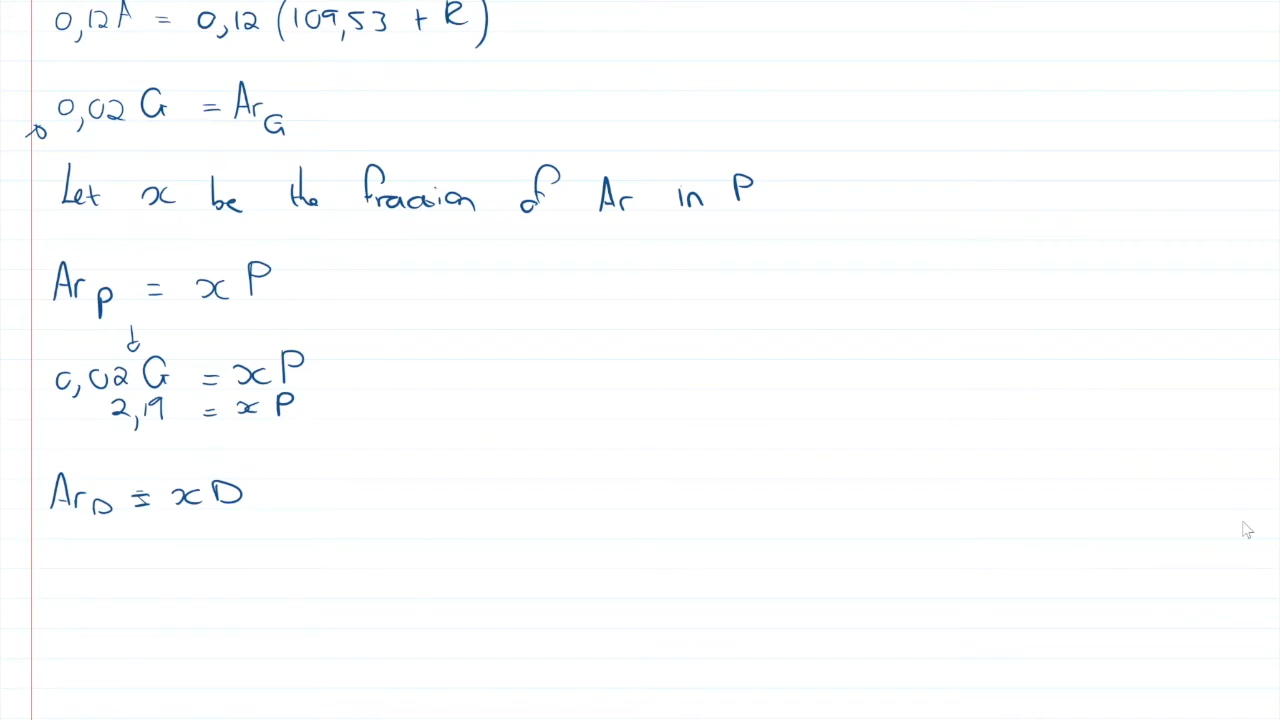 0,12A = 0,12 (109,53 + R)
0,02 G = Ar_G
Let x be the fracion of Ar in P
Ar_P = x P
0,02 G = x P
2,19 = x P
Ar_D = x D